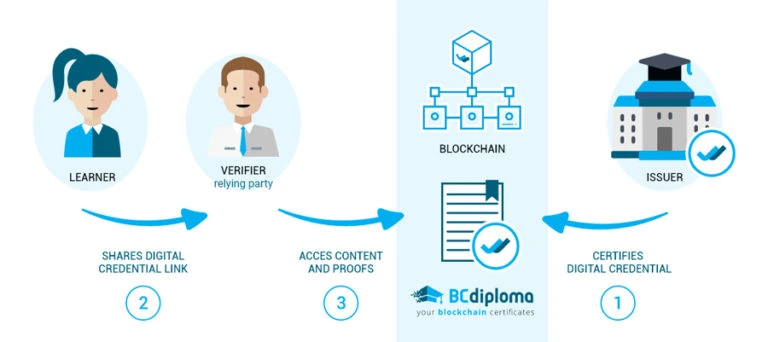 LEARNER
VERIFIER
relying party
BLOCKCHAIN
ISSUER
SHARES DIGITAL
CREDENTIAL LINK
2
ACCES CONTENT
AND PROOFS
3
BCdiploma
your blockchain certificates
CERTIFIES
DIGITAL CREDENTIAL
1